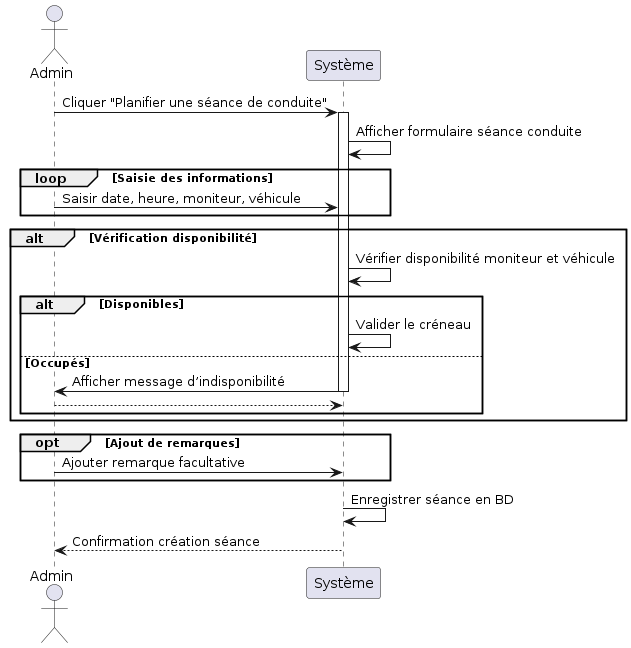 Admin
Système
Cliquer "Planifier une séance de conduite"
Afficher formulaire séance conduite
loop [Saisie des informations]
Saisir date, heure, moniteur, véhicule
alt [Vérification disponibilité]
Vérifier disponibilité moniteur et véhicule
alt [Disponibles]
Valider le créneau
[Occupés]
Afficher message d’indisponibilité
opt [Ajout de remarques]
Ajouter remarque facultative
Enregistrer séance en BD
Confirmation création séance
Admin
Système